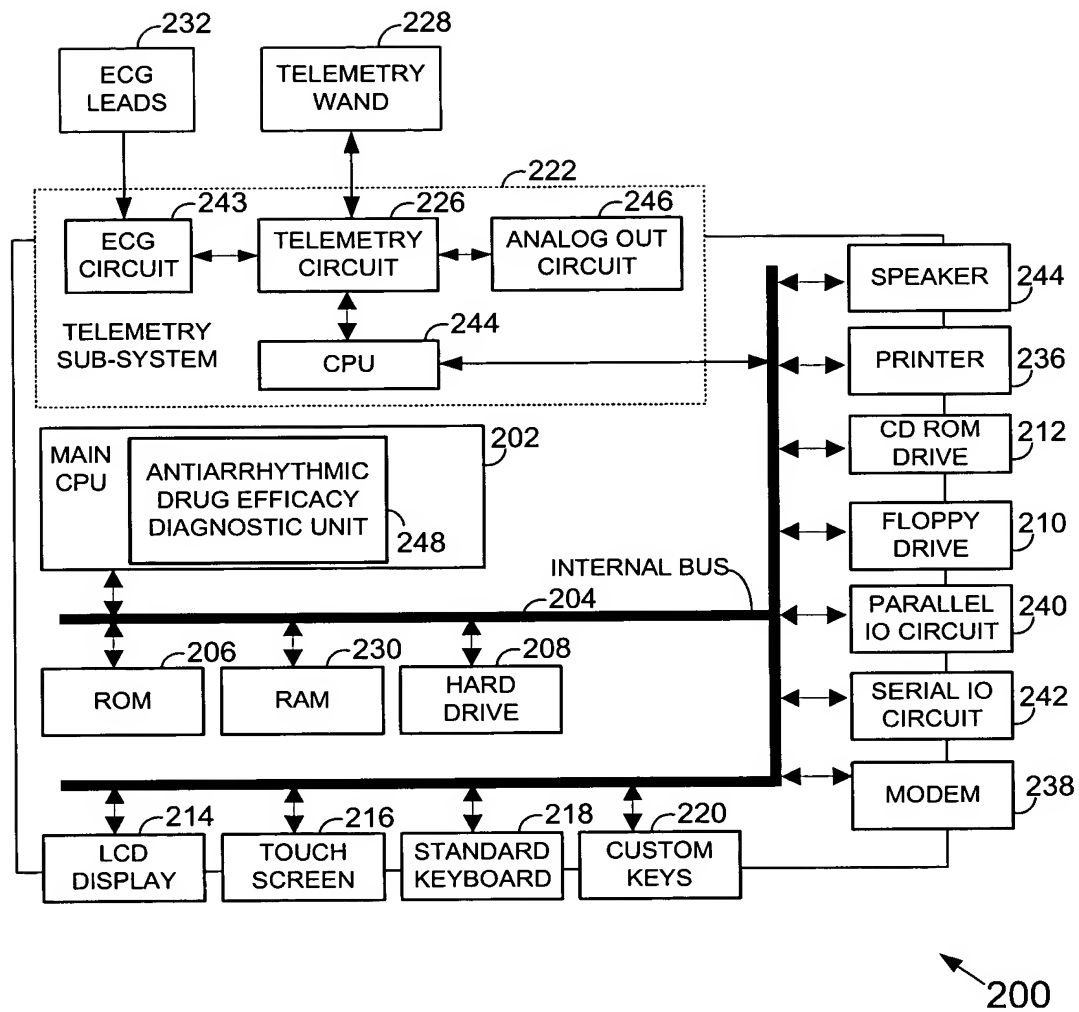 232
ECG
LEADS
228
TELEMETRY
WAND
222
243
ECG
CIRCUIT
226
TELEMETRY
CIRCUIT
246
ANALOG OUT
CIRCUIT
TELEMETRY
SUB-SYSTEM
244
CPU
SPEAKER
244
PRINTER
236
CD ROM
DRIVE
212
FLOPPY
DRIVE
210
PARALLEL
IO CIRCUIT
240
SERIAL IO
CIRCUIT
242
MODEM
238
MAIN
CPU
202
ANTIARRHYTHMIC
DRUG EFFICACY
DIAGNOSTIC UNIT
248
INTERNAL BUS
204
206
ROM
230
RAM
208
HARD
DRIVE
214
LCD
DISPLAY
216
TOUCH
SCREEN
218
STANDARD
KEYBOARD
220
CUSTOM
KEYS
200